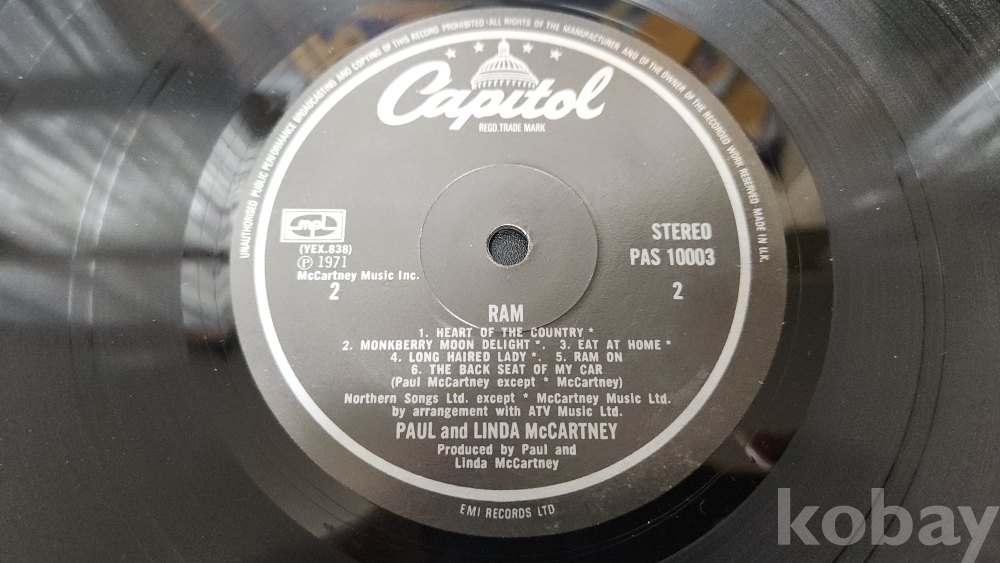 UNAUTHORISED PUBLIC PERFORMANCE BROADCASTING AND COPYING OF THIS RECORD PROHIBITED-ALL RIGHTS OF THE MANUFACTURER AND OF THE OWNER OF THE RECORDED WORK RESERVED MADE IN U.K.
Capitol
REGD. TRADE MARK
mpl
(YEX.838)
Ⓟ 1971
McCartney Music Inc.
2
STEREO
PAS 10003
2
RAM
1. HEART OF THE COUNTRY *
2. MONKBERRY MOON DELIGHT *. 3. EAT AT HOME *
4. LONG HAIRED LADY *. 5. RAM ON
6. THE BACK SEAT OF MY CAR
(Paul McCartney except * McCartney)
Northern Songs Ltd. except * McCartney Music Ltd.
by arrangement with ATV Music Ltd.
PAUL and LINDA McCARTNEY
Produced by Paul and
Linda McCartney
EMI RECORDS LTD
kobay